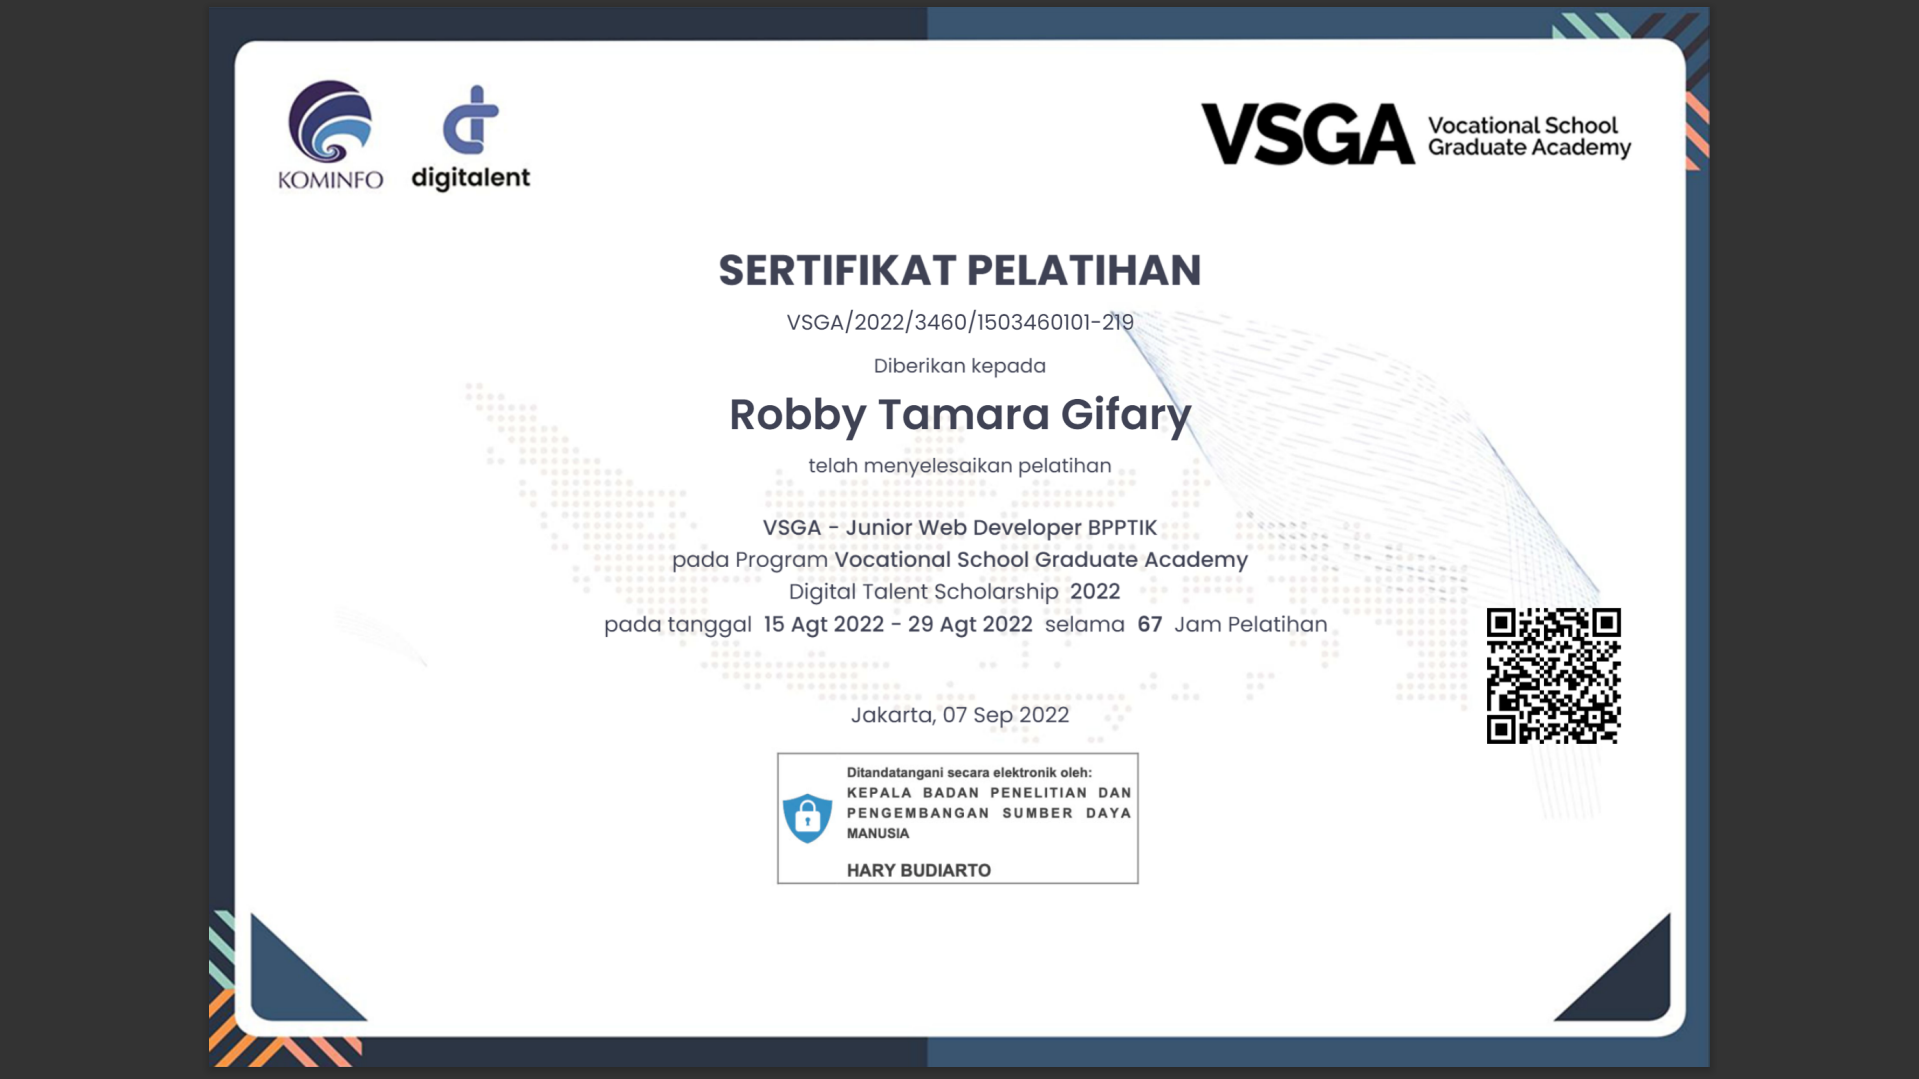 KOMINFO
digitalent
VSGA
Vocational School
Graduate Academy
SERTIFIKAT PELATIHAN
VSGA/2022/3460/1503460101-219
Diberikan kepada
Robby Tamara Gifary
telah menyelesaikan pelatihan
VSGA - Junior Web Developer BPPTIK
pada Program Vocational School Graduate Academy
Digital Talent Scholarship 2022
pada tanggal 15 Agt 2022 - 29 Agt 2022 selama 67 Jam Pelatihan
Jakarta, 07 Sep 2022
Ditandatangani secara elektronik oleh:
KEPALA BADAN PENELITIAN DAN
PENGEMBANGAN SUMBER DAYA
MANUSIA
HARY BUDIARTO